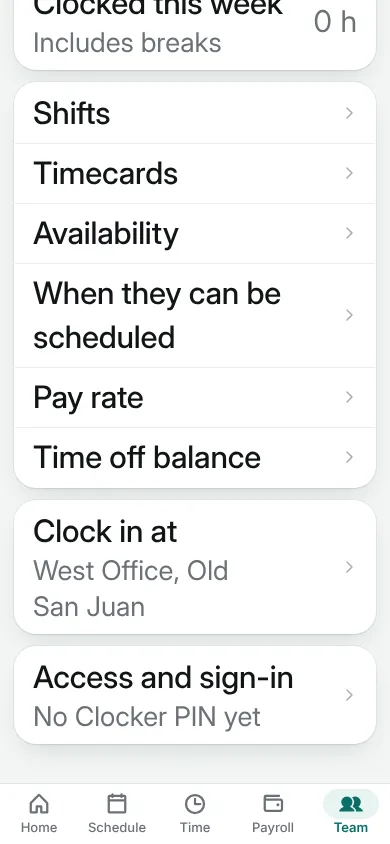 Clocked this week
0 h
Includes breaks
Shifts
Timecards
Availability
When they can be
scheduled
Pay rate
Time off balance
Clock in at
West Office, Old
San Juan
Access and sign-in
No Clocker PIN yet
Home
Schedule
Time
Payroll
Team